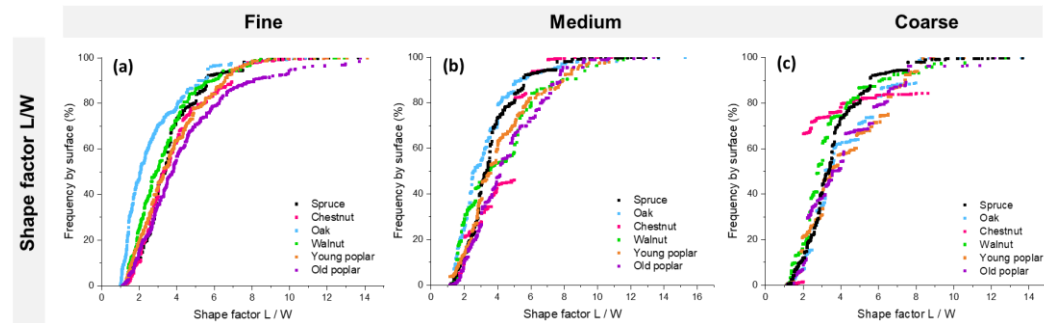 Fine Medium Coarse
Shape factor L/W
(a)
Frequency by surface (%)
100
80
60
40
20
0
Spruce
Chestnut
Oak
Walnut
Young poplar
Old poplar
0 2 4 6 8 10 12 14
Shape factor L / W
(b)
Frequency by surface (%)
100
80
60
40
20
0
Spruce
Oak
Chestnut
Walnut
Young poplar
Old poplar
0 2 4 6 8 10 12 14 16
Shape factor L / W
(c)
Frequency by surface (%)
100
80
60
40
20
0
Spruce
Oak
Chestnut
Walnut
Young poplar
Old poplar
0 2 4 6 8 10 12 14
Shape factor L / W